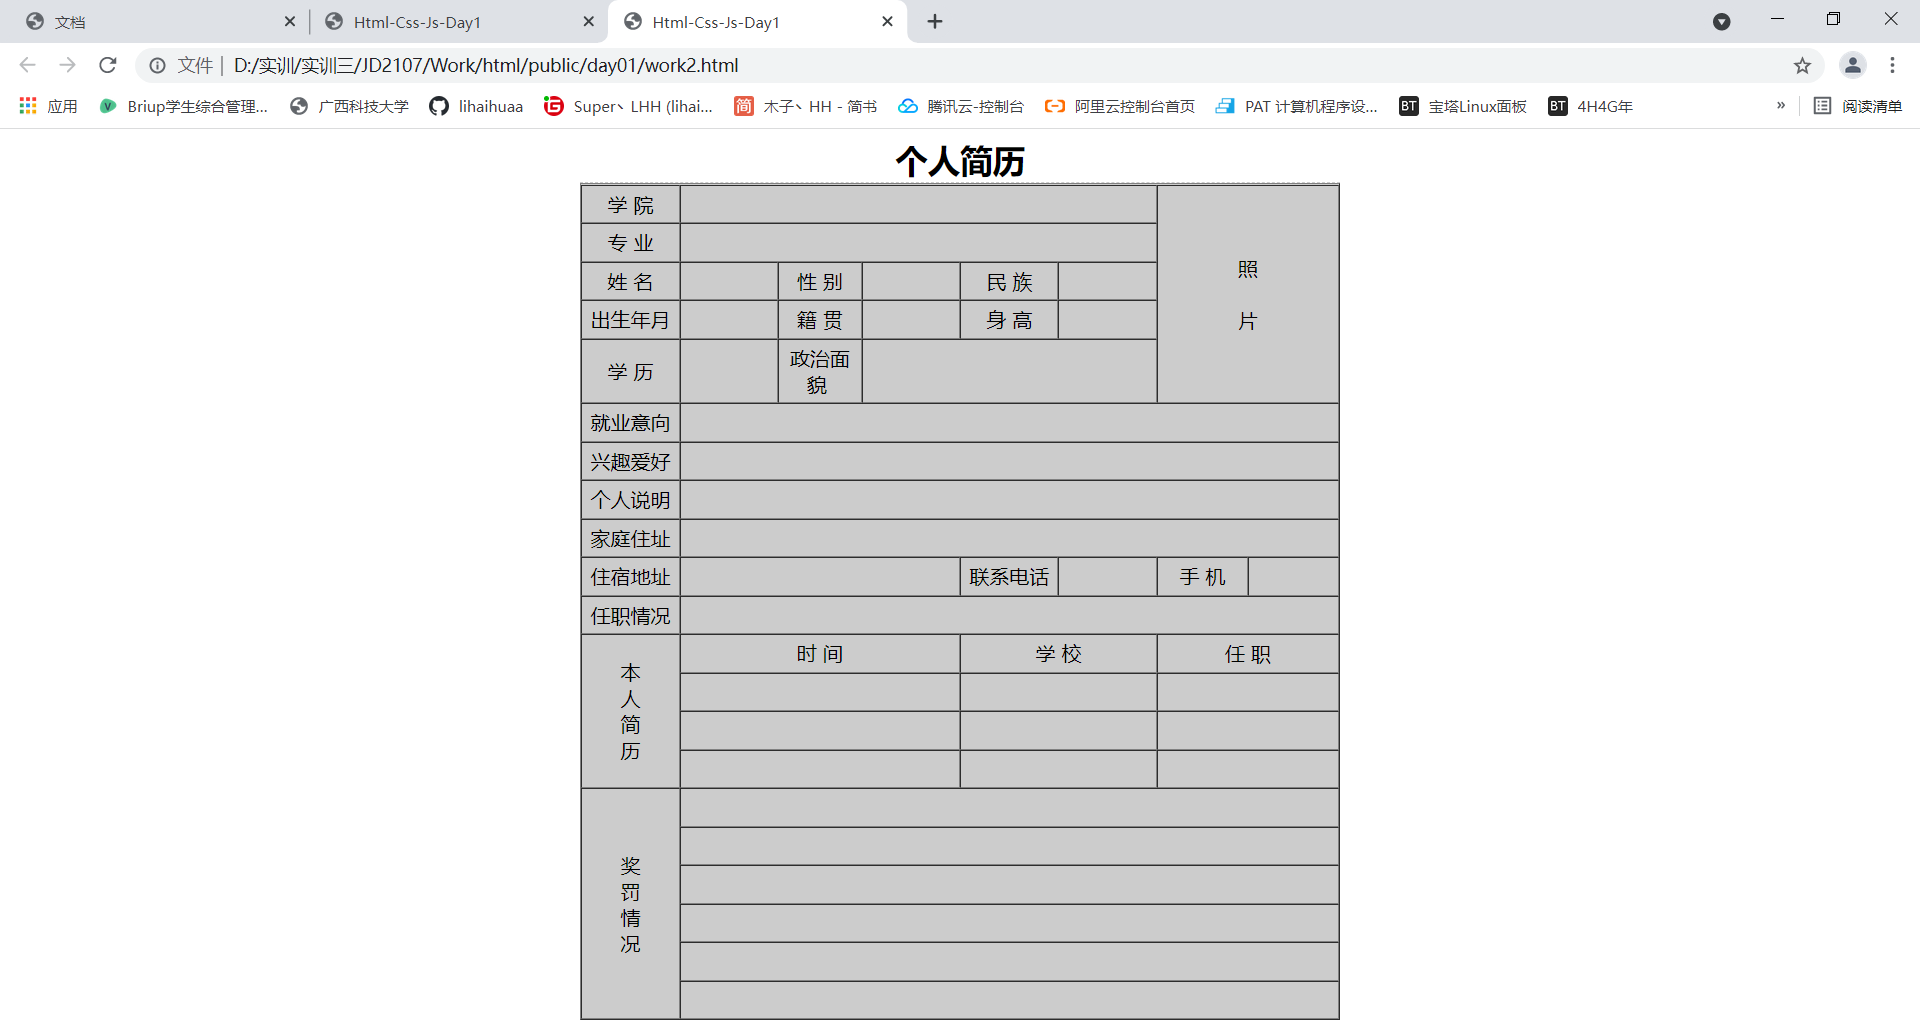 文档
Html-Css-Js-Day1
Html-Css-Js-Day1
文件 | D:/实训/实训三/JD2107/Work/html/public/day01/work2.html
应用 Briup学生综合管理... 广西科技大学 lihaihuaa Super丶LHH (lihai... 简 木子丶HH - 简书 腾讯云-控制台 阿里云控制台首页 PAT 计算机程序设... BT 宝塔Linux面板 BT 4H4G年 » 阅读清单
个人简历
学 院
专 业
照
片
姓 名 性 别 民 族
出生年月 籍 贯 身 高
学 历 政治面
貌
就业意向
兴趣爱好
个人说明
家庭住址
住宿地址 联系电话 手 机
任职情况
本
人
简
历
时 间 学 校 任 职
奖
罚
情
况